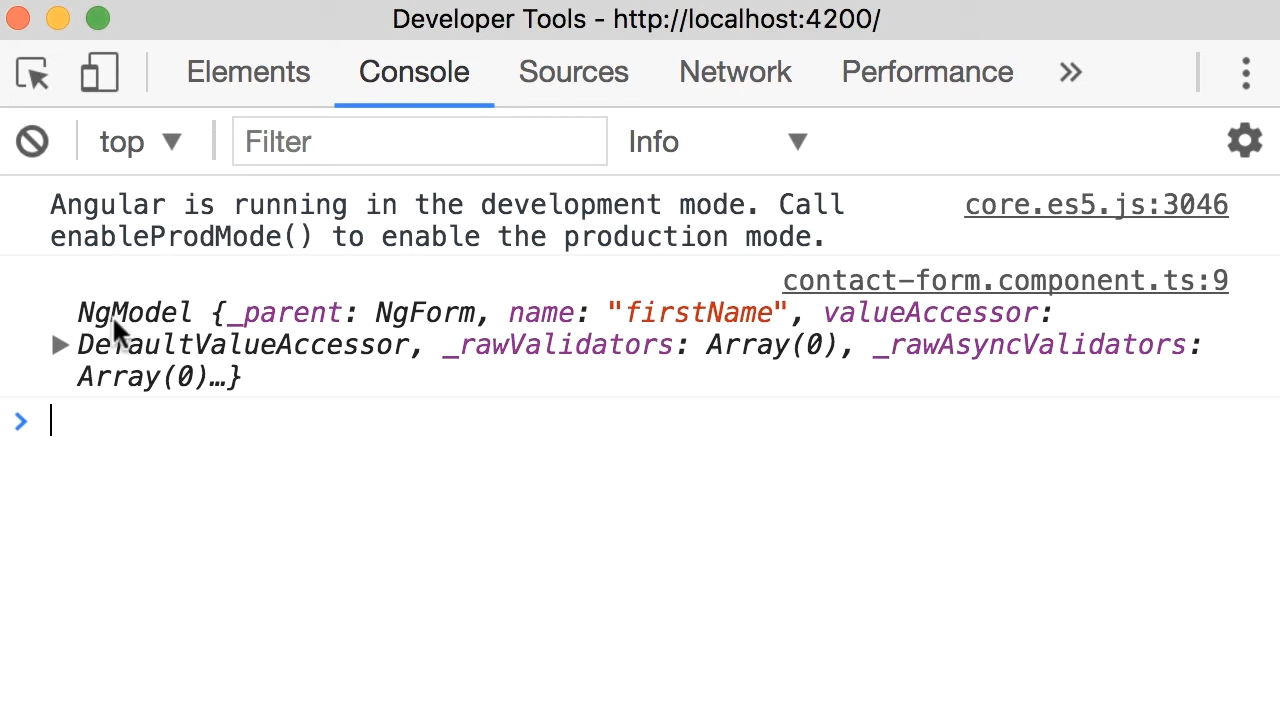 Developer Tools - http://localhost:4200/
Elements Console Sources Network Performance »
top ▼ Filter Info ▼
Angular is running in the development mode. Call core.es5.js:3046
enableProdMode() to enable the production mode.
contact-form.component.ts:9
NgModel {_parent: NgForm, name: "firstName", valueAccessor:
DefaultValueAccessor, _rawValidators: Array(0), _rawAsyncValidators:
Array(0)…}